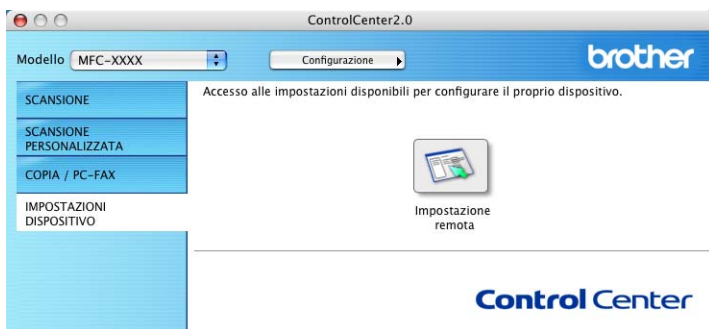 ControlCenter2.0
Modello MFC-XXXX Configurazione brother
SCANSIONE
SCANSIONE
PERSONALIZZATA
COPIA / PC-FAX
IMPOSTAZIONI
DISPOSITIVO
Accesso alle impostazioni disponibili per configurare il proprio dispositivo.
Impostazione
remota
Control Center